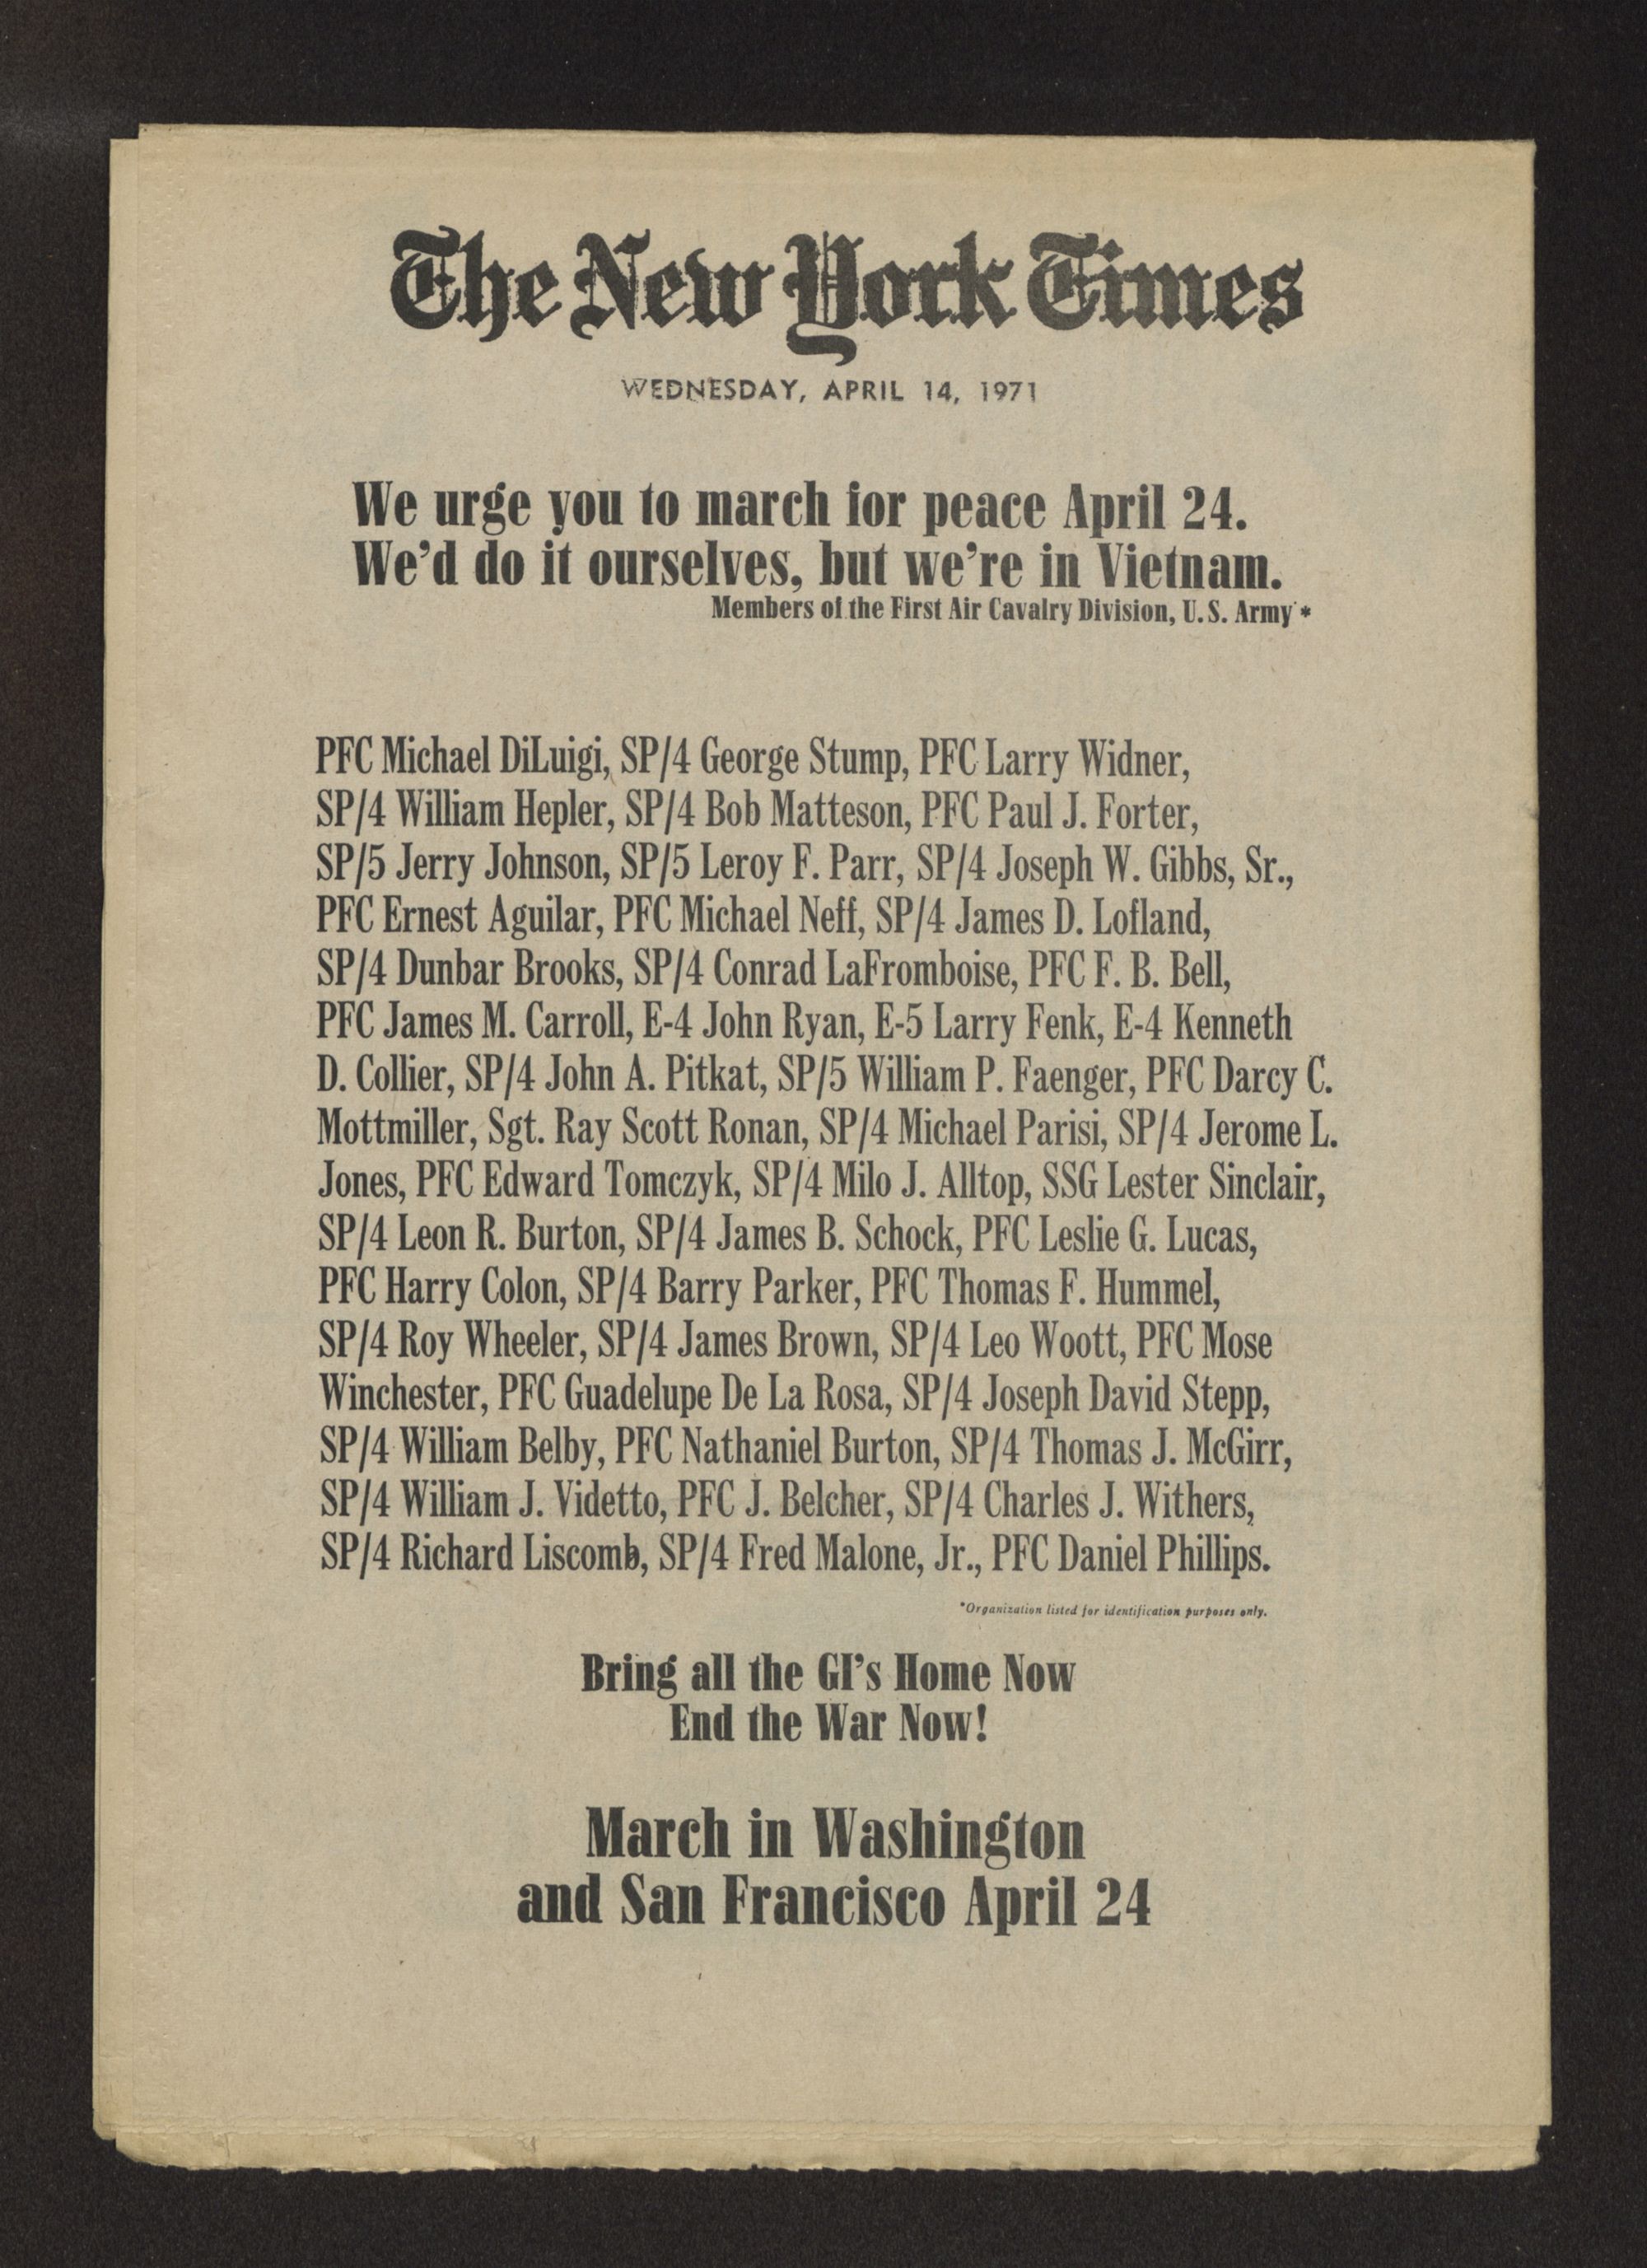 The New York Times
WEDNESDAY, APRIL 14, 1971
We urge you to march for peace April 24.
We'd do it ourselves, but we're in Vietnam.
Members of the First Air Cavalry Division, U.S. Army*
PFC Michael DiLuigi, SP/4 George Stump, PFC Larry Widner,
SP/4 William Hepler, SP/4 Bob Matteson, PFC Paul J. Forter,
SP/5 Jerry Johnson, SP/5 Leroy F. Parr, SP/4 Joseph W. Gibbs, Sr.,
PFC Ernest Aguilar, PFC Michael Neff, SP/4 James D. Lofland,
SP/4 Dunbar Brooks, SP/4 Conrad LaFromboise, PFC F. B. Bell,
PFC James M. Carroll, E-4 John Ryan, E-5 Larry Fenk, E-4 Kenneth
D. Collier, SP/4 John A. Pitkat, SP/5 William P. Faenger, PFC Darcy C.
Mottmiller, Sgt. Ray Scott Ronan, SP/4 Michael Parisi, SP/4 Jerome L.
Jones, PFC Edward Tomczyk, SP/4 Milo J. Alltop, SSG Lester Sinclair,
SP/4 Leon R. Burton, SP/4 James B. Schock, PFC Leslie G. Lucas,
PFC Harry Colon, SP/4 Barry Parker, PFC Thomas F. Hummel,
SP/4 Roy Wheeler, SP/4 James Brown, SP/4 Leo Woott, PFC Mose
Winchester, PFC Guadelupe De La Rosa, SP/4 Joseph David Stepp,
SP/4 William Belby, PFC Nathaniel Burton, SP/4 Thomas J. McGirr,
SP/4 William J. Videtto, PFC J. Belcher, SP/4 Charles J. Withers,
SP/4 Richard Liscomb, SP/4 Fred Malone, Jr., PFC Daniel Phillips.
*Organization listed for identification purposes only.
Bring all the GI's Home Now
End the War Now!
March in Washington
and San Francisco April 24